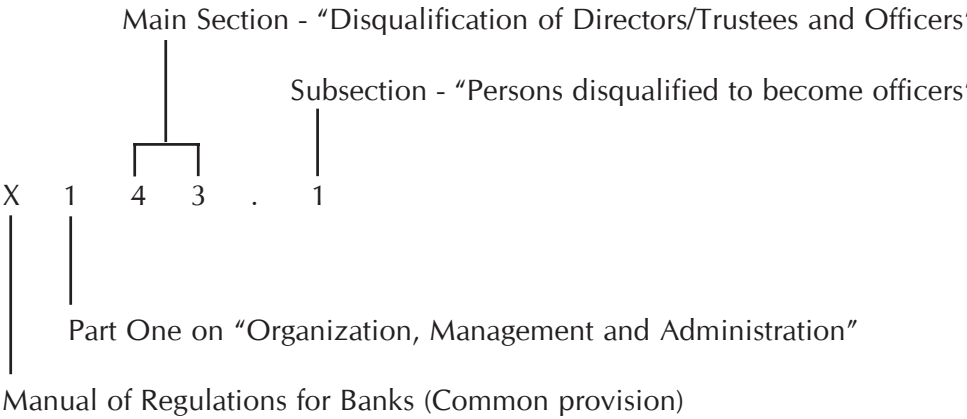 Main Section - “Disqualification of Directors/Trustees and Officers”
Subsection - “Persons disqualified to become officers”
X 1 4 3 . 1
Part One on “Organization, Management and Administration”
Manual of Regulations for Banks (Common provision)